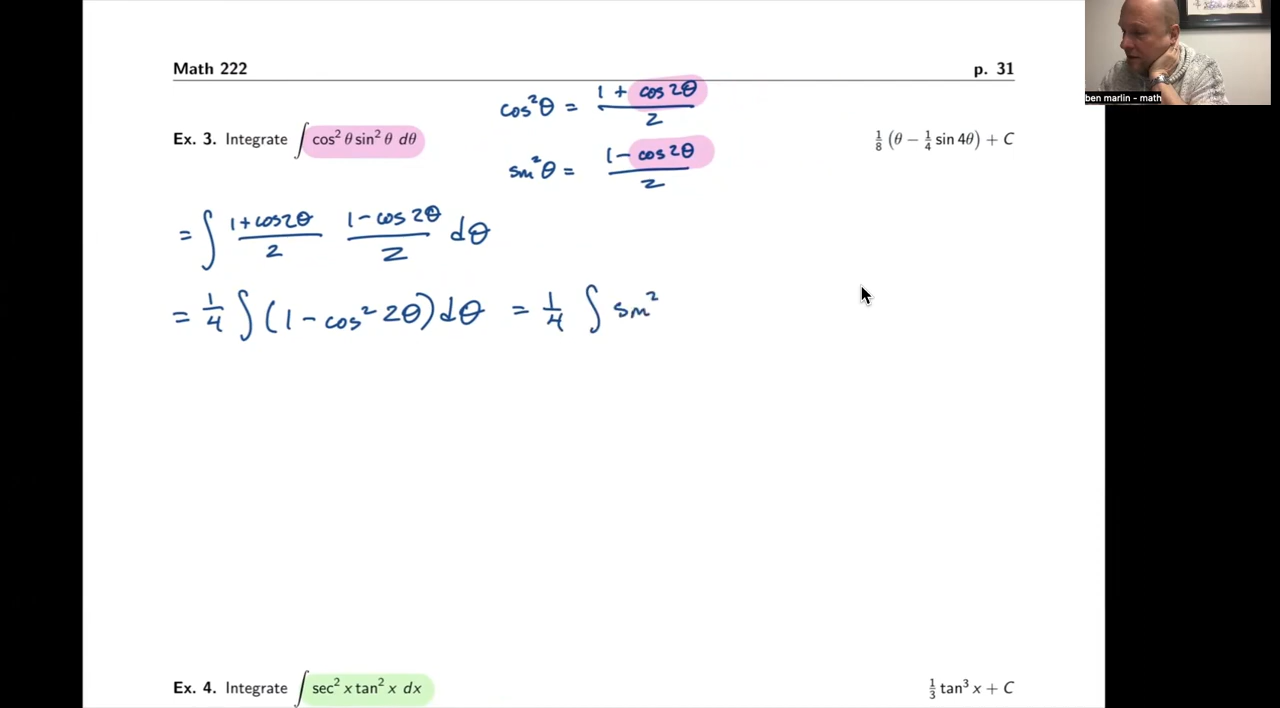 Math 222 p. 31
cos²θ = (1 + cos 2θ)/2
Ex. 3. Integrate ∫ cos² θ sin² θ dθ
1/8 (θ − 1/4 sin 4θ) + C
sin²θ = (1 − cos 2θ)/2
= ∫ (1 + cos 2θ)/2 (1 − cos 2θ)/2 dθ
= 1/4 ∫ (1 − cos² 2θ) dθ = 1/4 ∫ sin²
Ex. 4. Integrate ∫ sec² x tan² x dx
1/3 tan³ x + C
ben marlin - math